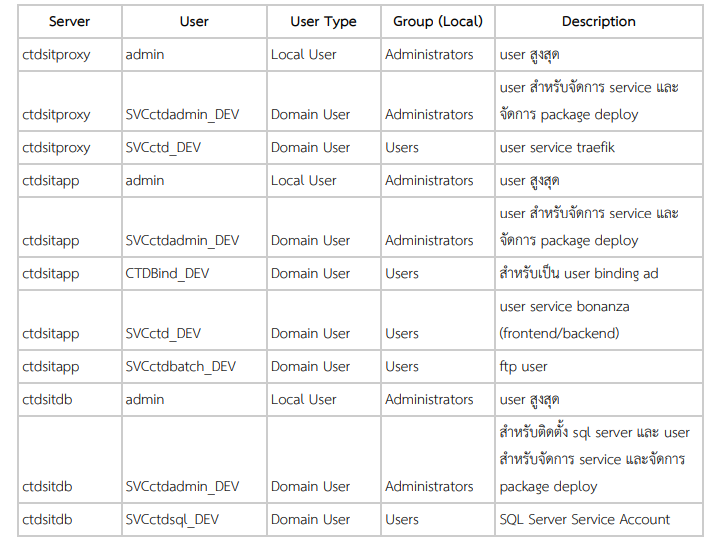 Server User User Type Group (Local) Description
ctdsitproxy admin Local User Administrators user สูงสุด
user สำหรับจัดการ service และ
ctdsitproxy SVCctdadmin_DEV Domain User Administrators จัดการ package deploy
ctdsitproxy SVCctd_DEV Domain User Users user service traefik
ctdsitapp admin Local User Administrators user สูงสุด
user สำหรับจัดการ service และ
ctdsitapp SVCctdadmin_DEV Domain User Administrators จัดการ package deploy
ctdsitapp CTDBind_DEV Domain User Users สำหรับเป็น user binding ad
user service bonanza
ctdsitapp SVCctd_DEV Domain User Users (frontend/backend)
ctdsitapp SVCctdbatch_DEV Domain User Users ftp user
ctdsitdb admin Local User Administrators user สูงสุด
สำหรับติดตั้ง sql server และ user
สำหรับจัดการ service และจัดการ
ctdsitdb SVCctdadmin_DEV Domain User Administrators package deploy
ctdsitdb SVCctdsql_DEV Domain User Users SQL Server Service Account